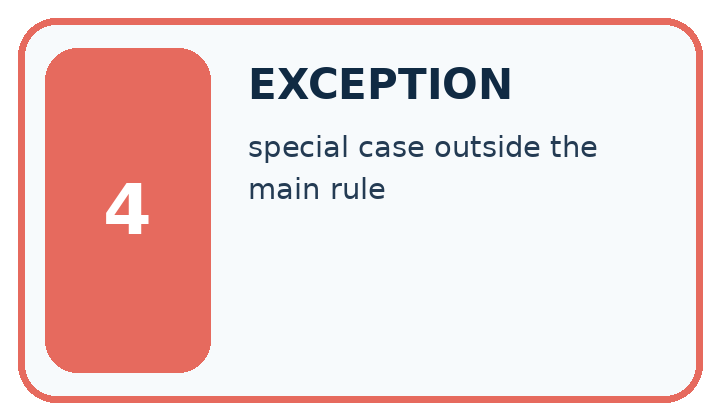 4
EXCEPTION
special case outside the
main rule